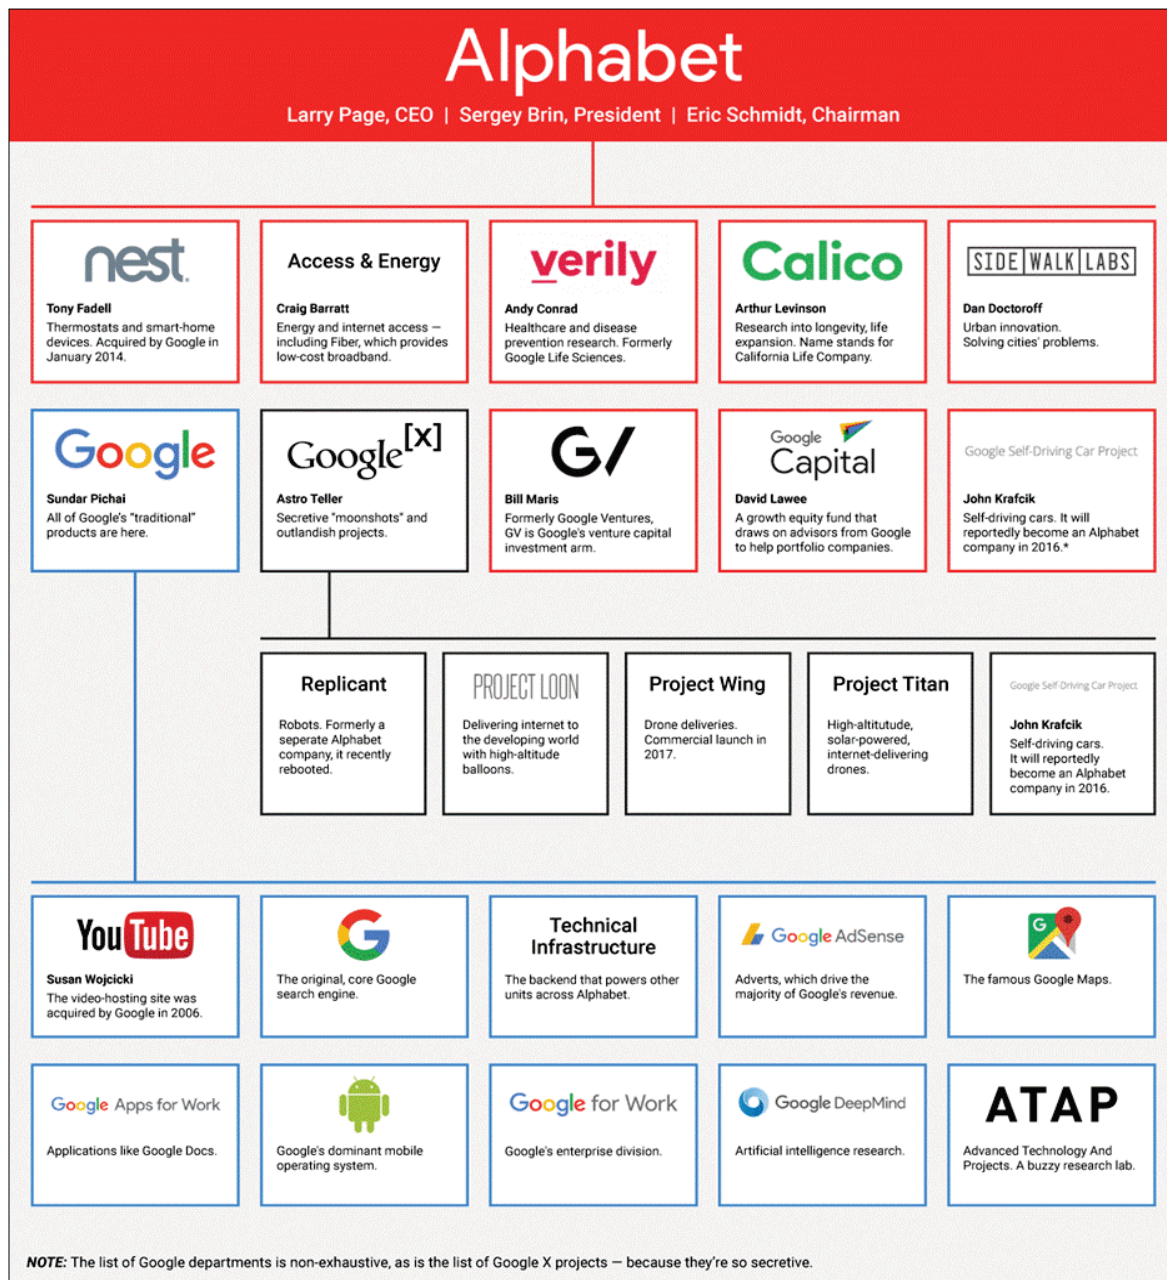 Alphabet
Larry Page, CEO | Sergey Brin, President | Eric Schmidt, Chairman
nest
Tony Fadell
Thermostats and smart-home
devices. Acquired by Google in
January 2014.
Access & Energy
Craig Barratt
Energy and internet access —
including Fiber, which provides
low-cost broadband.
verily
Andy Conrad
Healthcare and disease
prevention research. Formerly
Google Life Sciences.
Calico
Arthur Levinson
Research into longevity, life
expansion. Name stands for
California Life Company.
SIDE WALK LABS
Dan Doctoroff
Urban innovation.
Solving cities' problems.
Google
Sundar Pichai
All of Google's "traditional"
products are here.
Google[x]
Astro Teller
Secretive "moonshots" and
outlandish projects.
G/
Bill Maris
Formerly Google Ventures,
GV is Google's venture capital
investment arm.
Google
Capital
David Lawee
A growth equity fund that
draws on advisors from Google
to help portfolio companies.
Google Self-Driving Car Project
John Krafcik
Self-driving cars. It will
reportedly become an Alphabet
company in 2016.*
Replicant
Robots. Formerly a
seperate Alphabet
company, it recently
rebooted.
PROJECT LOON
Delivering internet to
the developing world
with high-altitude
balloons.
Project Wing
Drone deliveries.
Commercial launch in
2017.
Project Titan
High-altitutude,
solar-powered,
internet-delivering
drones.
Google Self-Driving Car Project
John Krafcik
Self-driving cars.
It will reportedly
become an Alphabet
company in 2016.
YouTube
Susan Wojcicki
The video-hosting site was
acquired by Google in 2006.
G
The original, core Google
search engine.
Technical
Infrastructure
The backend that powers other
units across Alphabet.
Google AdSense
Adverts, which drive the
majority of Google's revenue.
G
The famous Google Maps.
Google Apps for Work
Applications like Google Docs.
Google's dominant mobile
operating system.
Google for Work
Google's enterprise division.
Google DeepMind
Artificial intelligence research.
ATAP
Advanced Technology And
Projects. A buzzy research lab.
NOTE: The list of Google departments is non-exhaustive, as is the list of Google X projects — because they're so secretive.